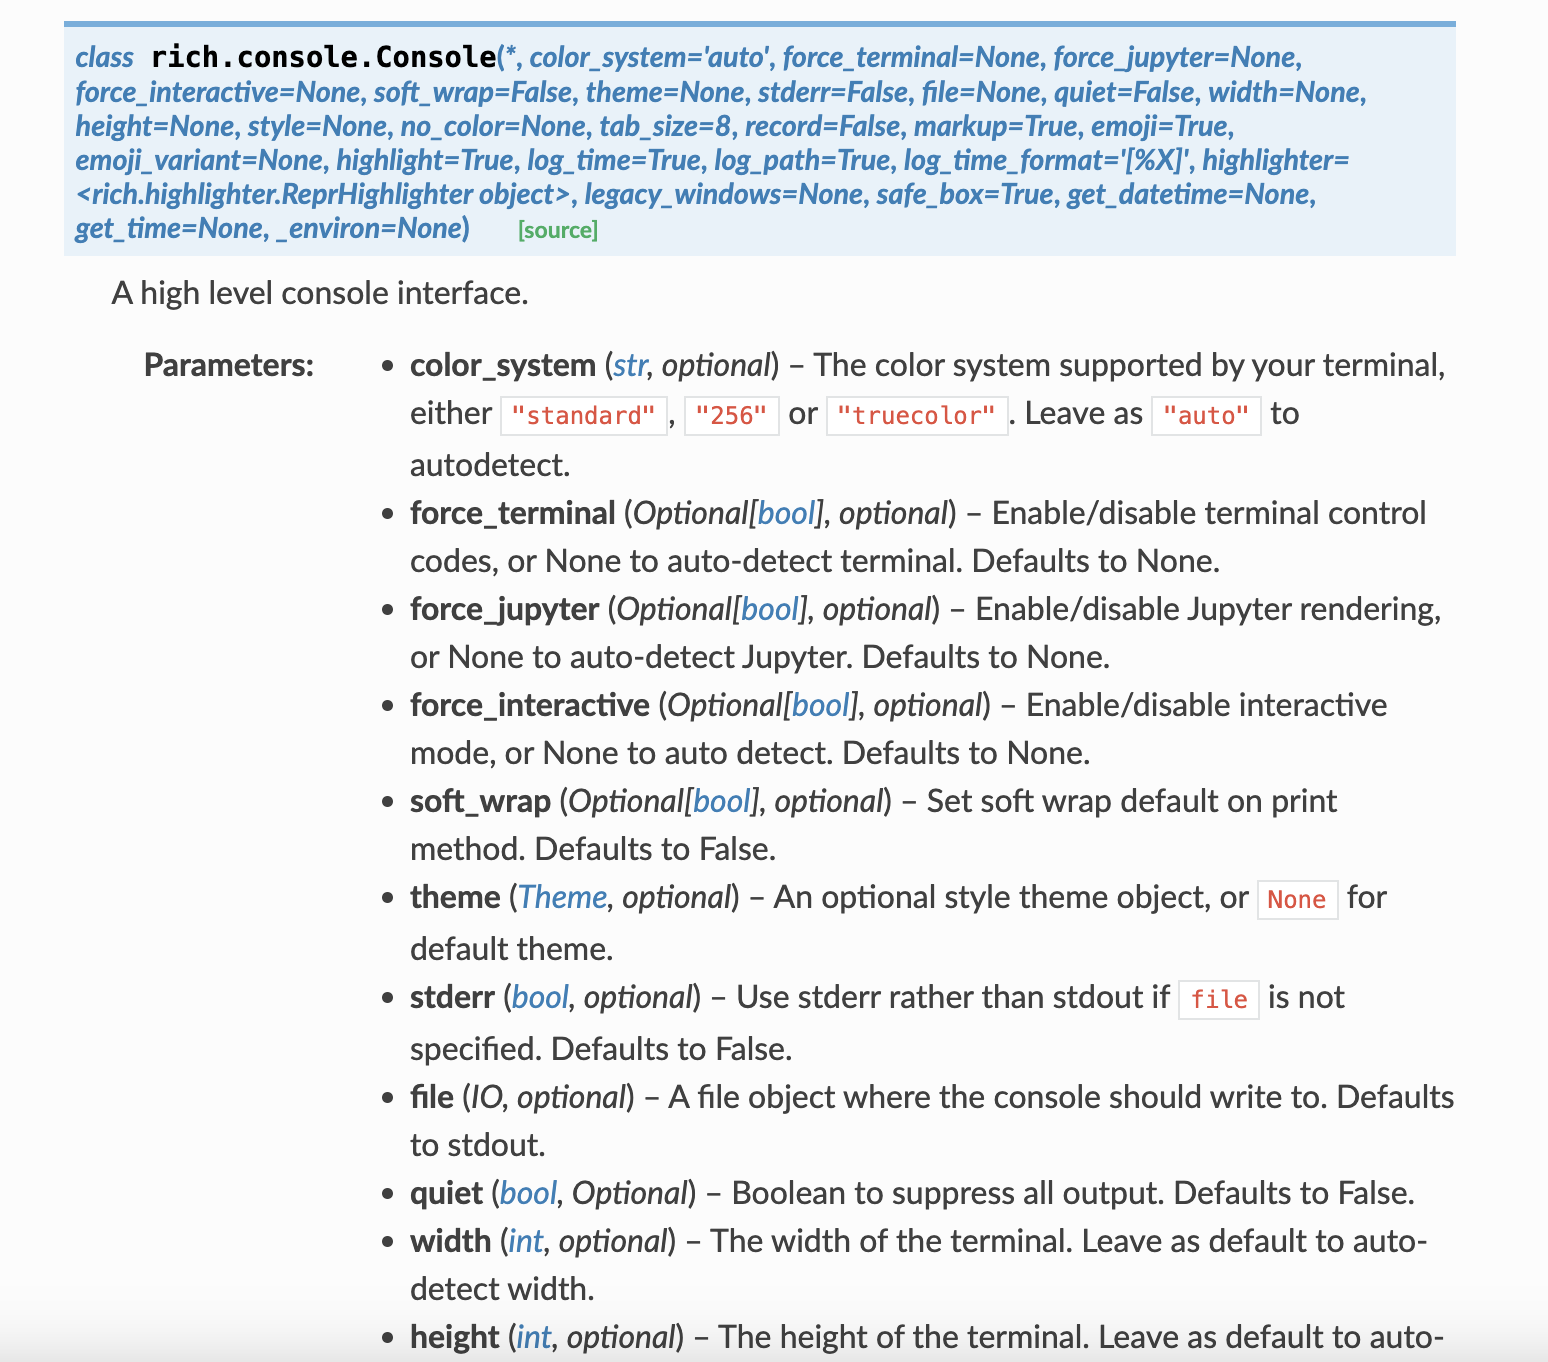 class rich.console.Console(*, color_system='auto', force_terminal=None, force_jupyter=None,
force_interactive=None, soft_wrap=False, theme=None, stderr=False, file=None, quiet=False, width=None,
height=None, style=None, no_color=None, tab_size=8, record=False, markup=True, emoji=True,
emoji_variant=None, highlight=True, log_time=True, log_path=True, log_time_format='[%X]', highlighter=
<rich.highlighter.ReprHighlighter object>, legacy_windows=None, safe_box=True, get_datetime=None,
get_time=None, _environ=None) [source]
A high level console interface.
Parameters: • color_system (str, optional) – The color system supported by your terminal,
either "standard", "256" or "truecolor". Leave as "auto" to
autodetect.
• force_terminal (Optional[bool], optional) – Enable/disable terminal control
codes, or None to auto-detect terminal. Defaults to None.
• force_jupyter (Optional[bool], optional) – Enable/disable Jupyter rendering,
or None to auto-detect Jupyter. Defaults to None.
• force_interactive (Optional[bool], optional) – Enable/disable interactive
mode, or None to auto detect. Defaults to None.
• soft_wrap (Optional[bool], optional) – Set soft wrap default on print
method. Defaults to False.
• theme (Theme, optional) – An optional style theme object, or None for
default theme.
• stderr (bool, optional) – Use stderr rather than stdout if file is not
specified. Defaults to False.
• file (IO, optional) – A file object where the console should write to. Defaults
to stdout.
• quiet (bool, Optional) – Boolean to suppress all output. Defaults to False.
• width (int, optional) – The width of the terminal. Leave as default to auto-
detect width.
• height (int, optional) – The height of the terminal. Leave as default to auto-